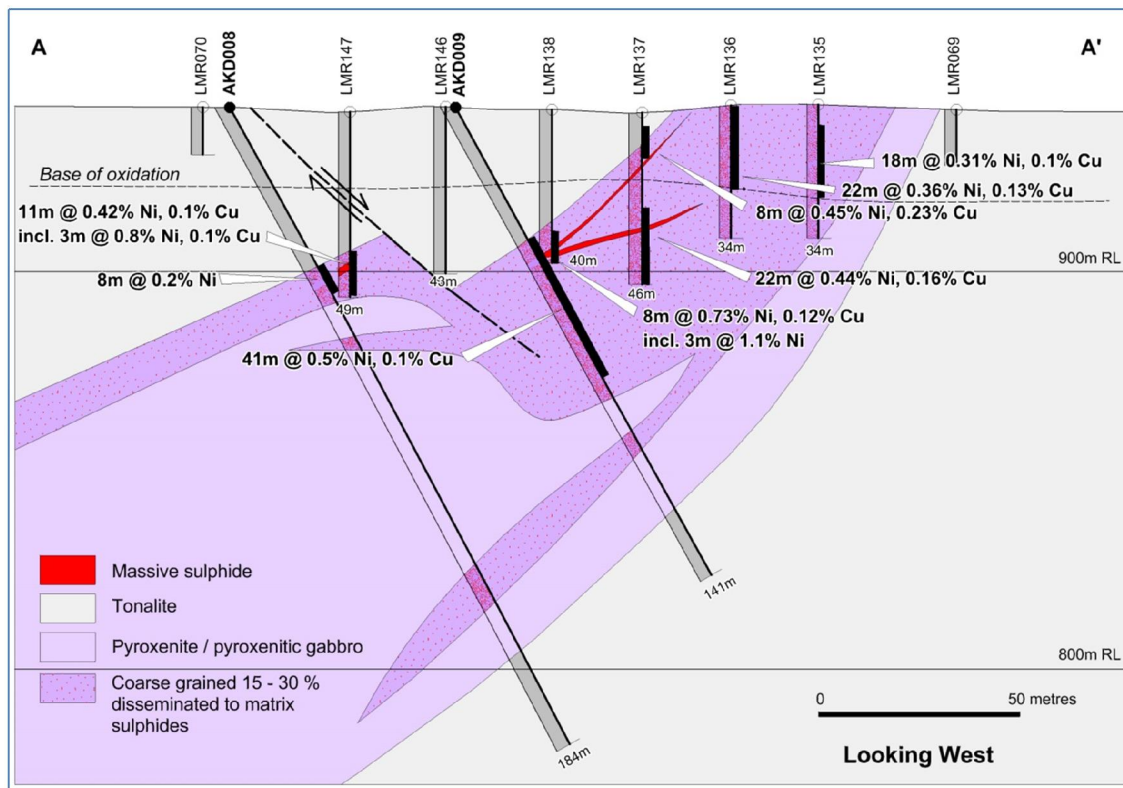 A
A'
LMR070
AKD008
LMR147
LMR146
AKD009
LMR138
LMR137
LMR136
LMR135
LMR069
Base of oxidation
18m @ 0.31% Ni, 0.1% Cu
22m @ 0.36% Ni, 0.13% Cu
8m @ 0.45% Ni, 0.23% Cu
11m @ 0.42% Ni, 0.1% Cu
incl. 3m @ 0.8% Ni, 0.1% Cu
34m
34m
40m
900m RL
8m @ 0.2% Ni
43m
46m
22m @ 0.44% Ni, 0.16% Cu
49m
8m @ 0.73% Ni, 0.12% Cu
incl. 3m @ 1.1% Ni
41m @ 0.5% Ni, 0.1% Cu
Massive sulphide
Tonalite
Pyroxenite / pyroxenitic gabbro
Coarse grained 15 - 30 %
disseminated to matrix
sulphides
141m
184m
800m RL
0
50 metres
Looking West